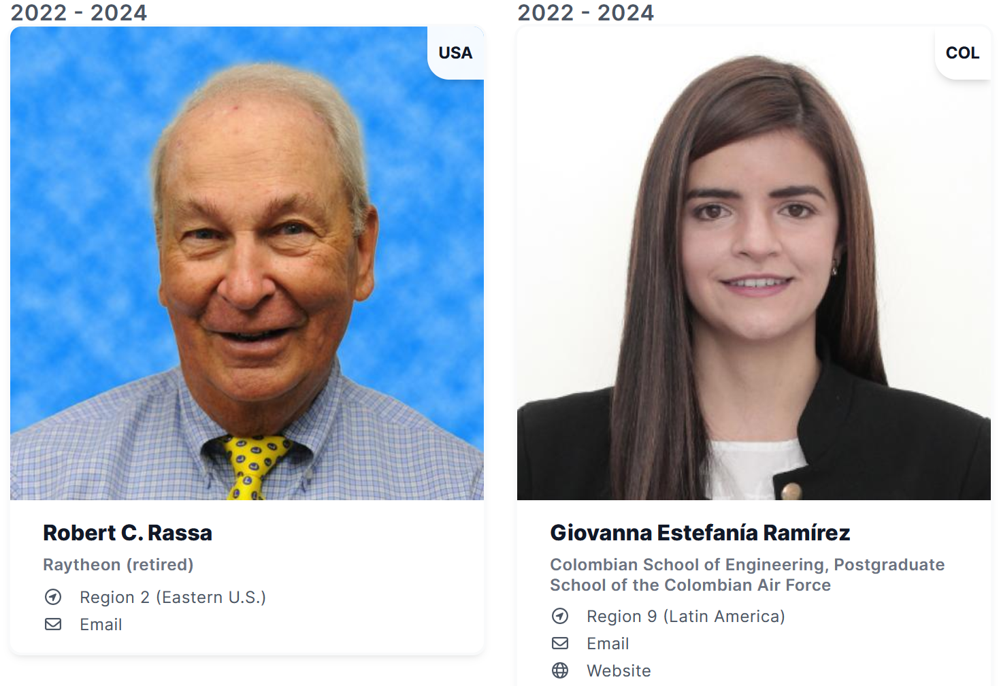 2022 - 2024
USA
Robert C. Rassa
Raytheon (retired)
Region 2 (Eastern U.S.)
Email
2022 - 2024
COL
Giovanna Estefanía Ramírez
Colombian School of Engineering, Postgraduate
School of the Colombian Air Force
Region 9 (Latin America)
Email
Website